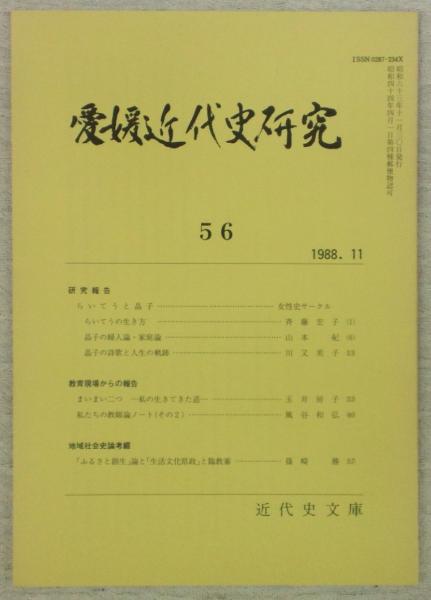 ISSN 0287-234X
昭和六十三年十一月三〇日発行
昭和四十四年四月一日第四種郵便物認可
愛媛近代史研究
56
1988. 11
研究報告
らいてうと晶子 女性史サークル
らいてうの生き方 斉藤宏子 (1)
晶子の婦人論・家庭論 山本紀 (6)
晶子の詩歌と人生の軌跡 川又美子
教育現場からの報告
まいまい二つ —私の生きてきた道— 玉井房子
私たちの教師論ノート(その2) 風谷和弘
地域社会史論考纒
「ふるさと創生」論と「生活文化県政」と臨教審 篠崎勝
近代史文庫